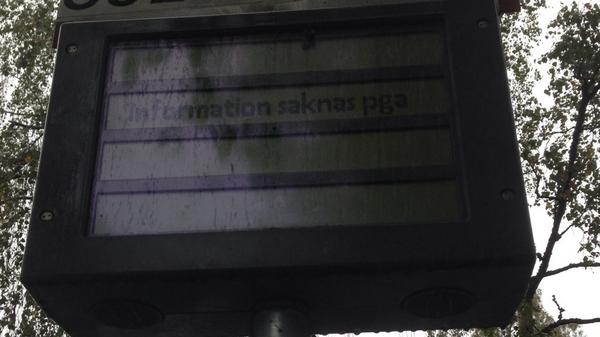 Information saknas pga